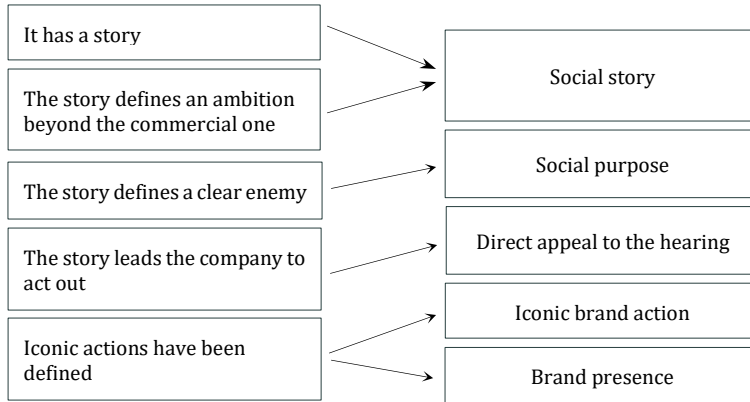 It has a story
The story defines an ambition
beyond the commercial one
The story defines a clear enemy
The story leads the company to
act out
Iconic actions have been
defined
Social story
Social purpose
Direct appeal to the hearing
Iconic brand action
Brand presence